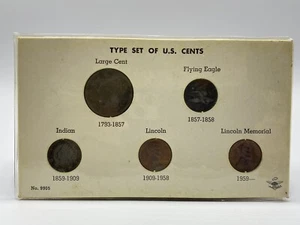 TYPE SET OF U.S. CENTS
Large Cent
Flying Eagle
1793-1857
1857-1858
Indian
Lincoln
Lincoln Memorial
1859-1909
1909-1958
1959—
No. 9355